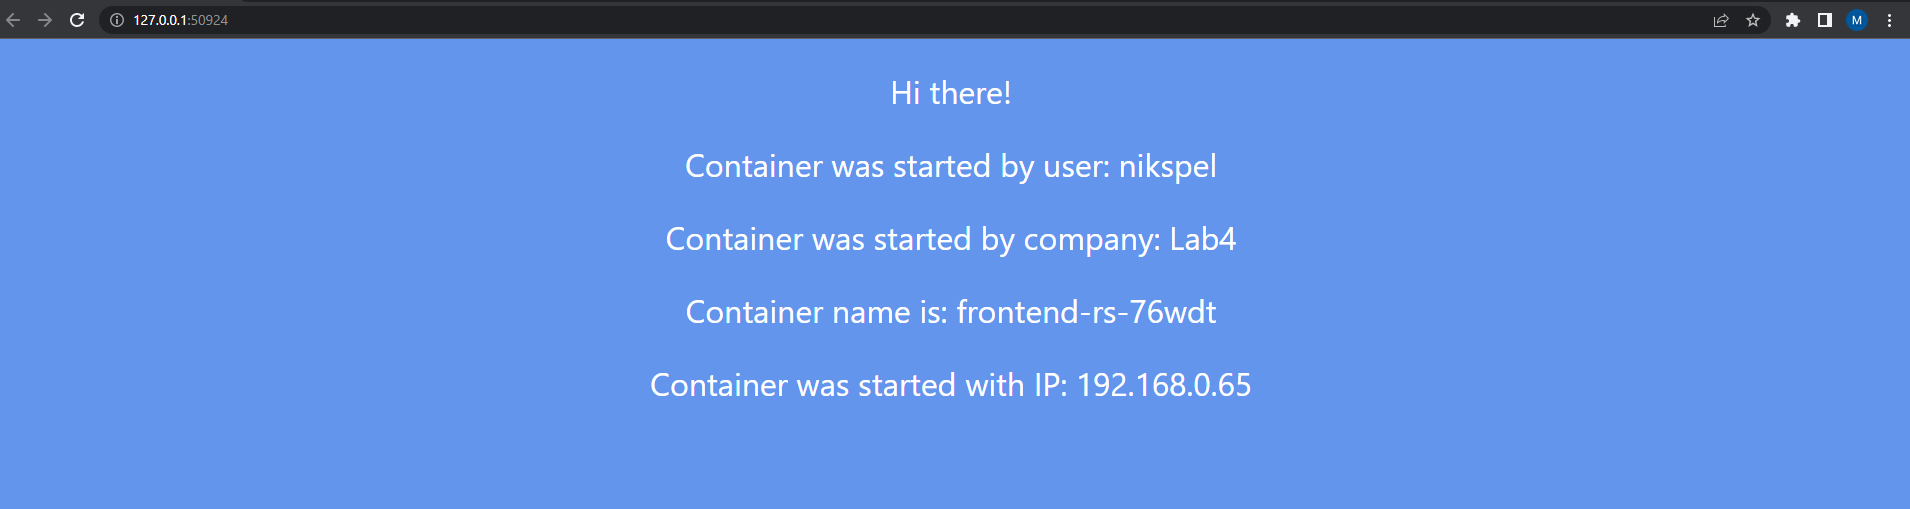 127.0.0.1:50924
M
Hi there!
Container was started by user: nikspel
Container was started by company: Lab4
Container name is: frontend-rs-76wdt
Container was started with IP: 192.168.0.65